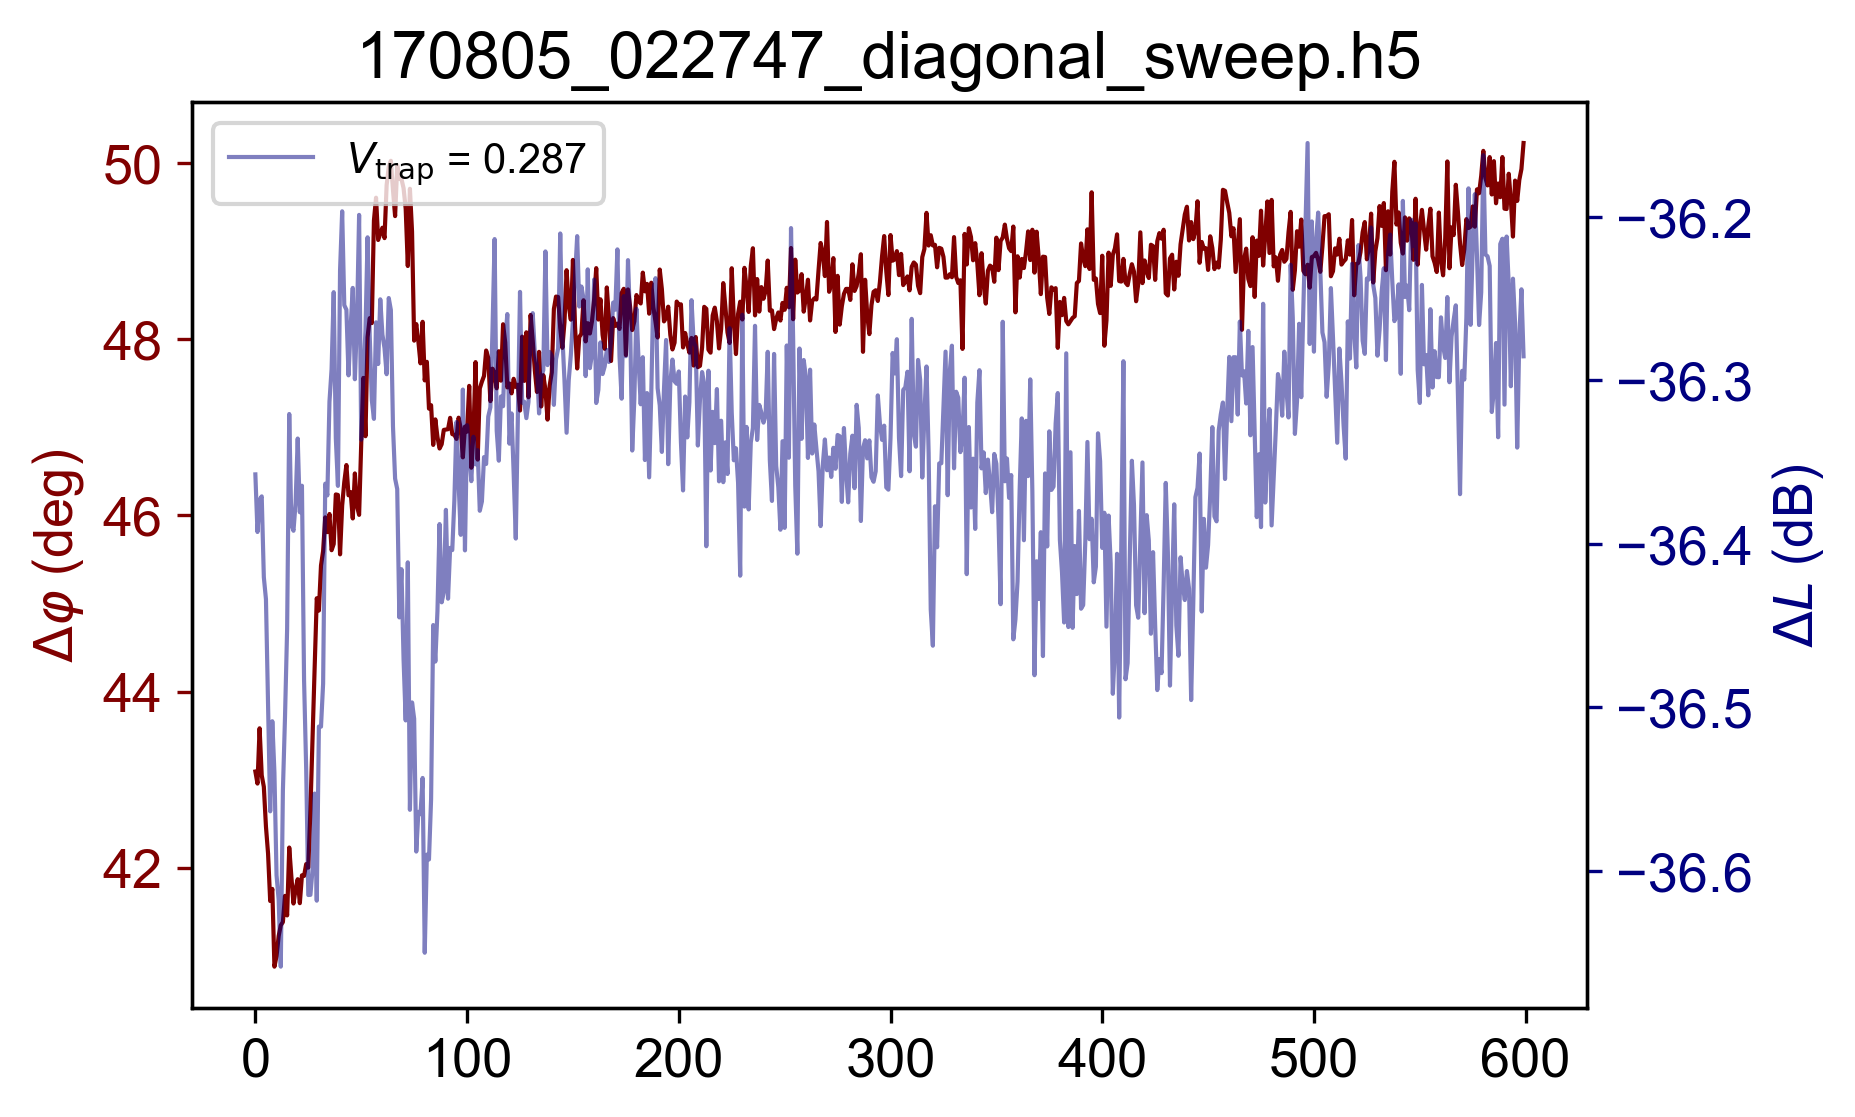 170805_022747_diagonal_sweep.h5
V_trap = 0.287
Δφ (deg)
50
48
46
44
42
−36.2
−36.3
−36.4
−36.5
−36.6
ΔL (dB)
0 100 200 300 400 500 600